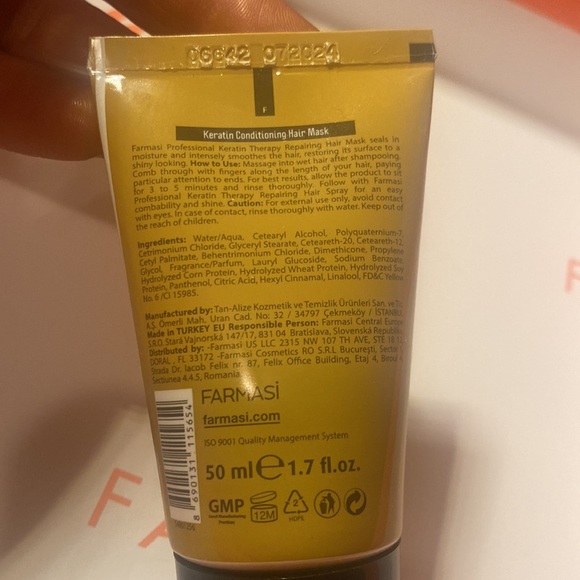 06642 072024
F
Keratin Conditioning Hair Mask
Farmasi Professional Keratin Therapy Repairing Hair Mask seals in
moisture and intensely smoothes the hair, restoring its surface to a
shiny looking. How to Use: Massage into wet hair after shampooing.
Comb through with fingers along the length of your hair, paying
particular attention to ends. For best results, allow the product to sit
for 3 to 5 minutes and rinse thoroughly. Follow with Farmasi
Professional Keratin Therapy Repairing Hair Spray for an easy
combability and shine. Caution: For external use only, avoid contact
with eyes. In case of contact, rinse thoroughly with water. Keep out of
the reach of children.
Ingredients: Water/Aqua, Cetearyl Alcohol, Polyquaternium-7,
Cetrimonium Chloride, Glyceryl Stearate, Ceteareth-20, Ceteareth-12,
Cetyl Palmitate, Behentrimonium Chloride, Dimethicone, Propylene
Glycol, Fragrance/Parfum, Lauryl Glucoside, Sodium Benzoate,
Hydrolyzed Corn Protein, Hydrolyzed Wheat Protein, Hydrolyzed Soy
Protein, Panthenol, Citric Acid, Hexyl Cinnamal, Linalool, FD&C Yellow
No 6 /CI 15985.
Manufactured by: Tan-Alize Kozmetik ve Temizlik Ürünleri San. ve Tic.
A.Ş. Ömerli Mah. Uran Cad. No: 32 / 34797 Çekmeköy / ISTANBUL
Made in TURKEY EU Responsible Person: Farmasi Central Europe
S.R.O. Stará Vajnorská 147/17, 831 04 Bratislava, Slovenská Republika
Distributed by: -Farmasi US LLC 2315 NW 107 TH AVE, STE
DORAL , FL 33172 -Farmasi Cosmetics RO S.R.L Bucureşti, Sector
Strada Dr. Iacob Felix nr. 87, Felix Office Building, Etaj 4, Birou
Sectiunea 4.4.5, Romania.
FARMASİ
farmasi.com
ISO 9001 Quality Management System
50 ml e 1.7 fl.oz.
GMP
Good Manufacturing
Practices
12M
2
HDPE
8 690131 115654
FA